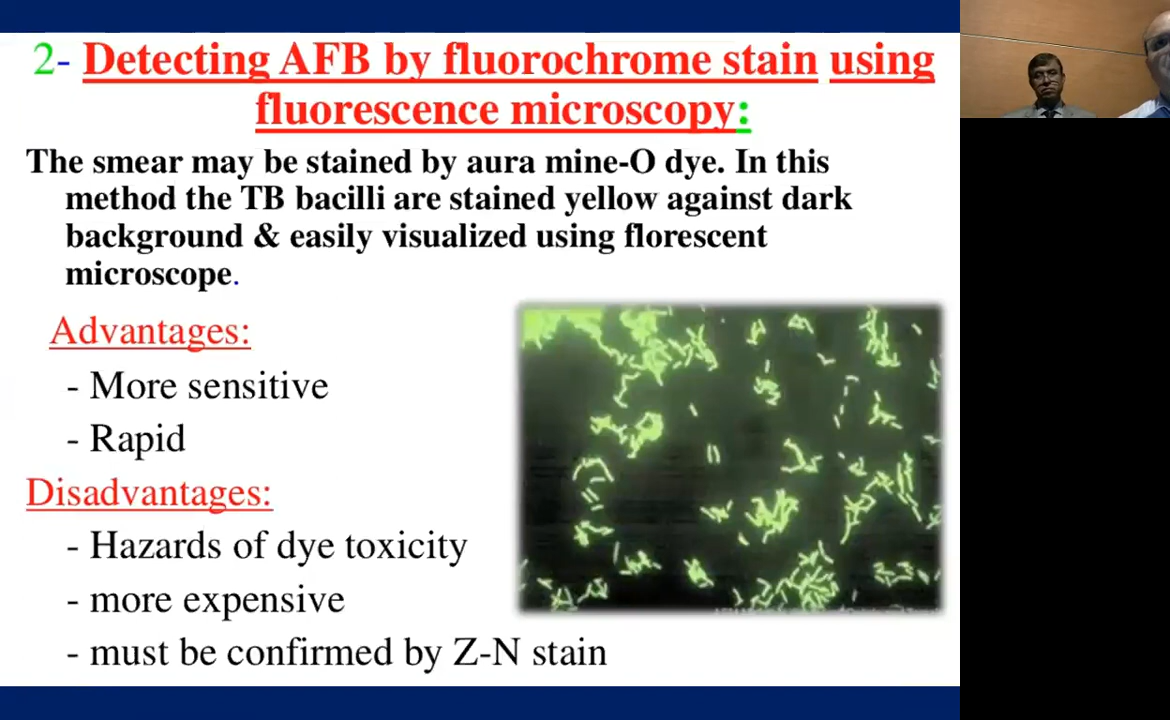 2- Detecting AFB by fluorochrome stain using
fluorescence microscopy:
The smear may be stained by aura mine-O dye. In this
method the TB bacilli are stained yellow against dark
background & easily visualized using florescent
microscope.
Advantages:
- More sensitive
- Rapid
Disadvantages:
- Hazards of dye toxicity
- more expensive
- must be confirmed by Z-N stain